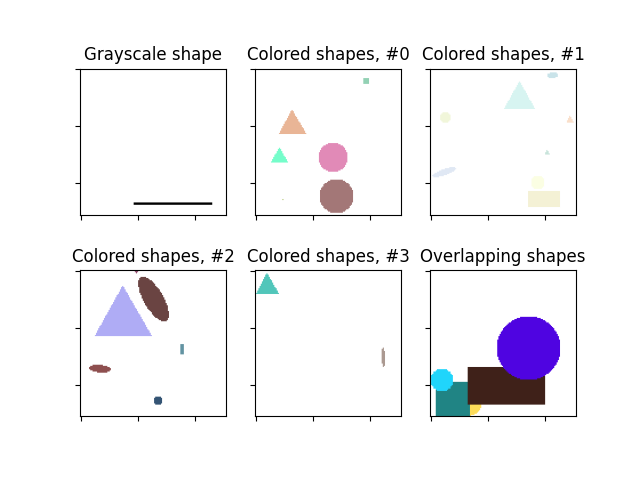 Grayscale shape
Colored shapes, #0
Colored shapes, #1
Colored shapes, #2
Colored shapes, #3
Overlapping shapes